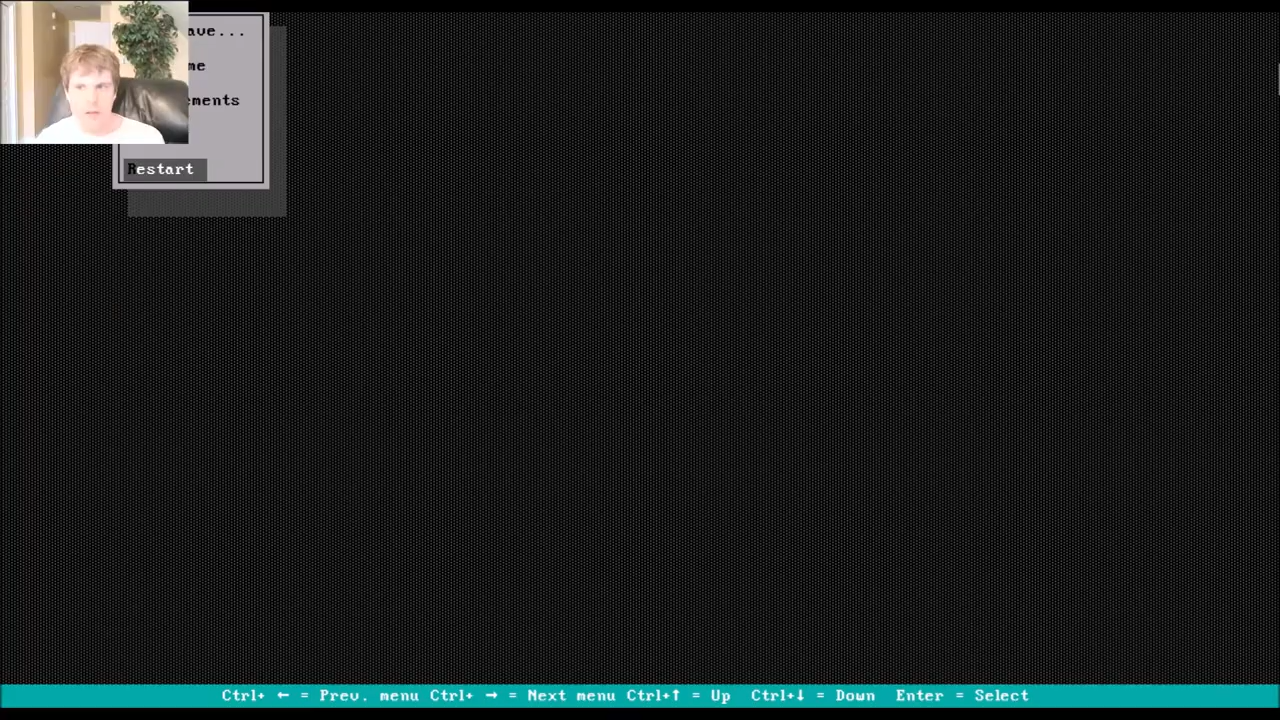 ave...
me
ements
Restart
Ctrl+ ← = Prev. menu Ctrl+ → = Next menu Ctrl+↑ = Up Ctrl+↓ = Down Enter = Select